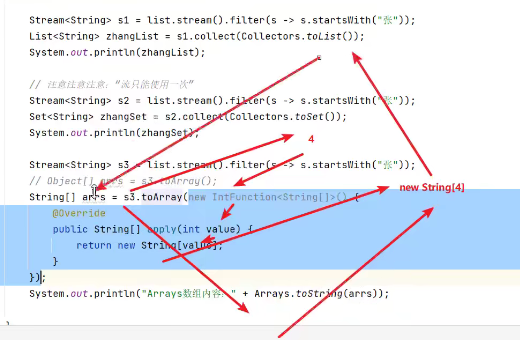 Stream<String> s1 = list.stream().filter(s -> s.startsWith("张"));
List<String> zhangList = s1.collect(Collectors.toList());
System.out.println(zhangList);
// 注意注意注意:“流只能使用一次”
Stream<String> s2 = list.stream().filter(s -> s.startsWith("张"));
Set<String> zhangSet = s2.collect(Collectors.toSet());
System.out.println(zhangSet);
4
Stream<String> s3 = list.stream().filter(s -> s.startsWith("张"));
// Object[] arrs = s3.toArray();
new String[4]
String[] arrs = s3.toArray(new IntFunction<String[]>() {
@Override
public String[] apply(int value) {
return new String[value];
}
});
System.out.println("Arrays数组内容:" + Arrays.toString(arrs));